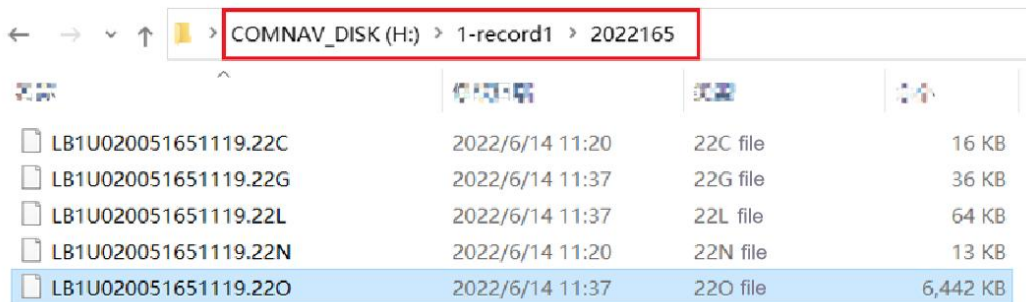 COMNAV_DISK (H:) > 1-record1 > 2022165
LB1U020051651119.22C 2022/6/14 11:20 22C file 16 KB
LB1U020051651119.22G 2022/6/14 11:37 22G file 36 KB
LB1U020051651119.22L 2022/6/14 11:37 22L file 64 KB
LB1U020051651119.22N 2022/6/14 11:20 22N file 13 KB
LB1U020051651119.22O 2022/6/14 11:37 22O file 6,442 KB